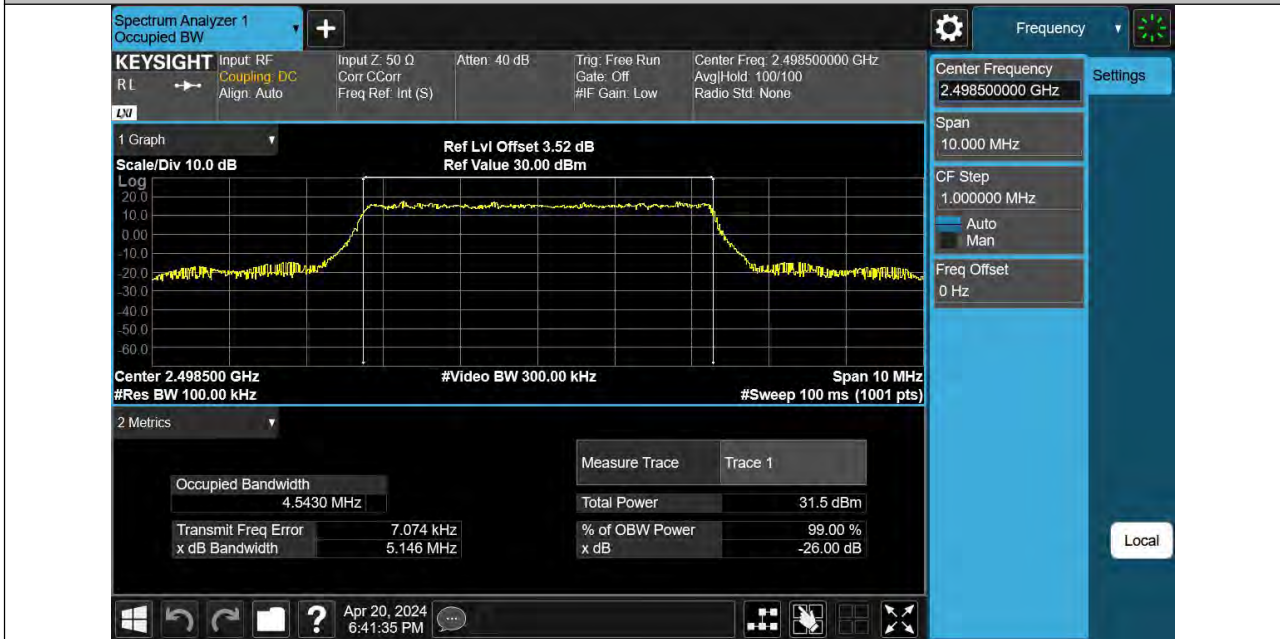 Spectrum Analyzer 1
Occupied BW
+
Frequency
KEYSIGHT
RL
LXI
Input: RF
Coupling: DC
Align: Auto
Input Z: 50 Ω
Corr CCorr
Freq Ref: Int (S)
Atten: 40 dB
Trig: Free Run
Gate: Off
#IF Gain: Low
Center Freq: 2.498500000 GHz
Avg|Hold: 100/100
Radio Std: None
Center Frequency
2.498500000 GHz
Settings
Span
10.000 MHz
CF Step
1.000000 MHz
Auto
Man
Freq Offset
0 Hz
1 Graph
Scale/Div 10.0 dB
Ref Lvl Offset 3.52 dB
Ref Value 30.00 dBm
Log
20.0
10.0
0.00
-10.0
-20.0
-30.0
-40.0
-50.0
-60.0
Center 2.498500 GHz
#Video BW 300.00 kHz
Span 10 MHz
#Res BW 100.00 kHz
#Sweep 100 ms (1001 pts)
2 Metrics
Measure Trace Trace 1
Occupied Bandwidth
4.5430 MHz
Total Power 31.5 dBm
Transmit Freq Error 7.074 kHz
% of OBW Power 99.00 %
x dB Bandwidth 5.146 MHz
x dB -26.00 dB
Local
?
Apr 20, 2024
6:41:35 PM